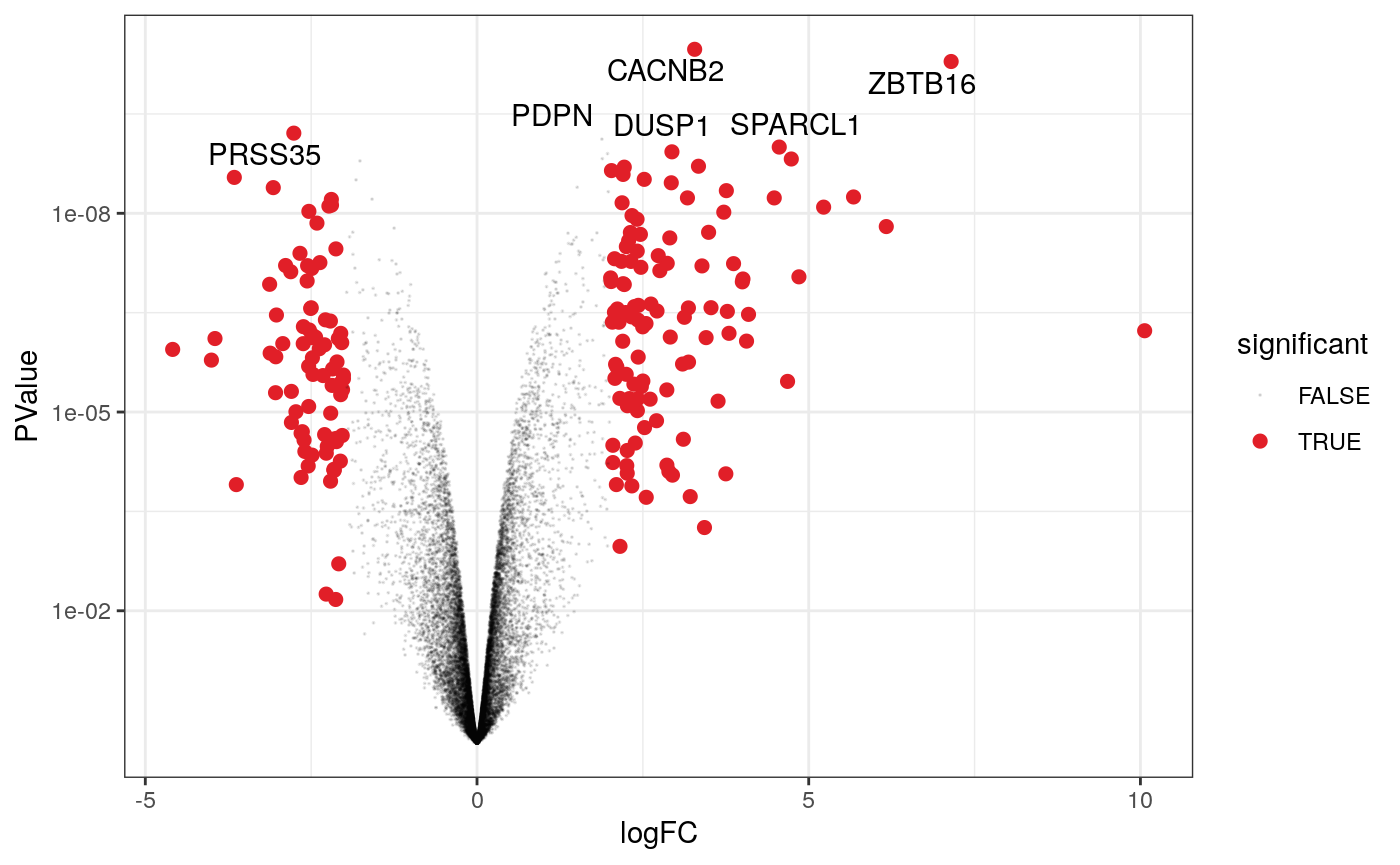 CACNB2
ZBTB16
PDPN
DUSP1
SPARCL1
PRSS35
PValue
1e-08
1e-05
1e-02
-5
0
5
10
logFC
significant
FALSE
TRUE